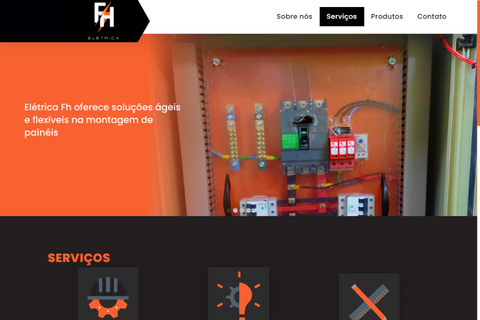 FH
ELÉTRICA
Sobre nós
Serviços
Produtos
Contato
Elétrica Fh oferece soluções ágeis
e flexíveis na montagem de
painéis
SERVIÇOS